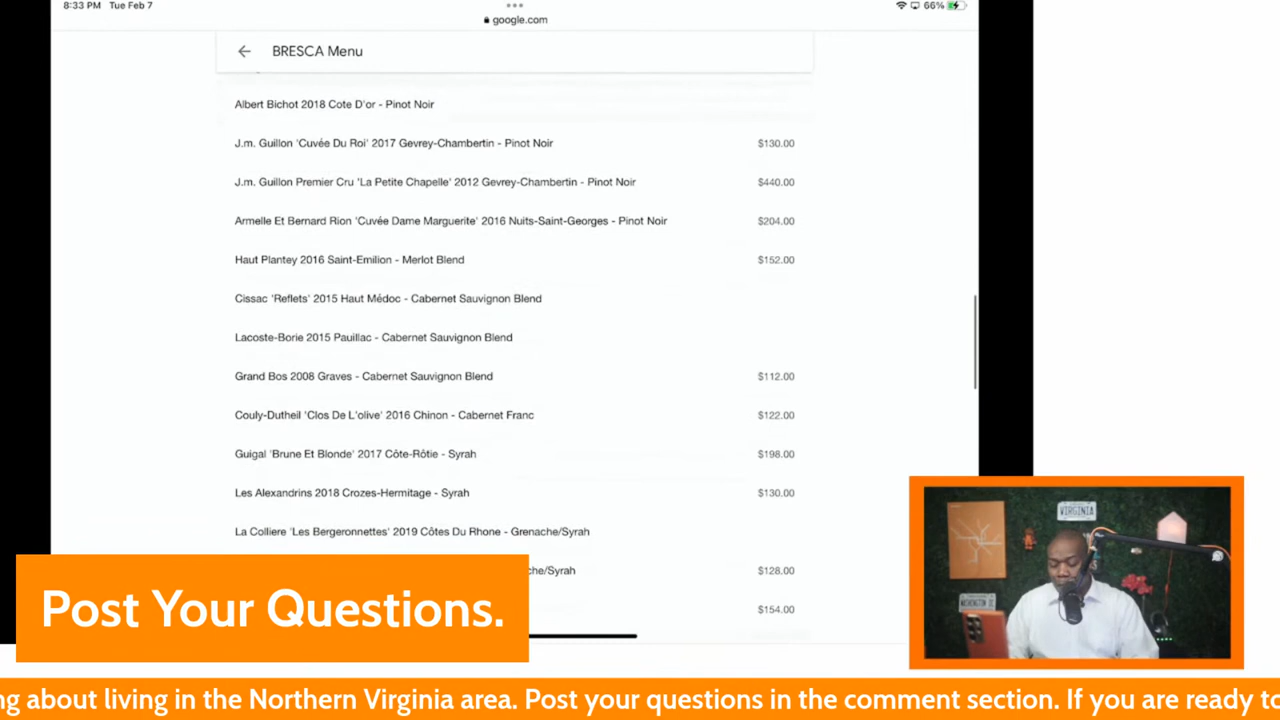 8:33 PM Tue Feb 7
66%
google.com
BRESCA Menu
Albert Bichot 2018 Cote D'or - Pinot Noir
J.m. Guillon 'Cuvée Du Roi' 2017 Gevrey-Chambertin - Pinot Noir $130.00
J.m. Guillon Premier Cru 'La Petite Chapelle' 2012 Gevrey-Chambertin - Pinot Noir $440.00
Armelle Et Bernard Rion 'Cuvée Dame Marguerite' 2016 Nuits-Saint-Georges - Pinot Noir $204.00
Haut Plantey 2016 Saint-Emilion - Merlot Blend $152.00
Cissac 'Reflets' 2015 Haut Médoc - Cabernet Sauvignon Blend
Lacoste-Borie 2015 Pauillac - Cabernet Sauvignon Blend
Grand Bos 2008 Graves - Cabernet Sauvignon Blend $112.00
Couly-Dutheil 'Clos De L'olive' 2016 Chinon - Cabernet Franc $122.00
Guigal 'Brune Et Blonde' 2017 Côte-Rôtie - Syrah $198.00
Les Alexandrins 2018 Crozes-Hermitage - Syrah $130.00
La Colliere 'Les Bergeronnettes' 2019 Côtes Du Rhone - Grenache/Syrah
che/Syrah $128.00
$154.00
VIRGINIA
Post Your Questions.
ng about living in the Northern Virginia area. Post your questions in the comment section. If you are ready to